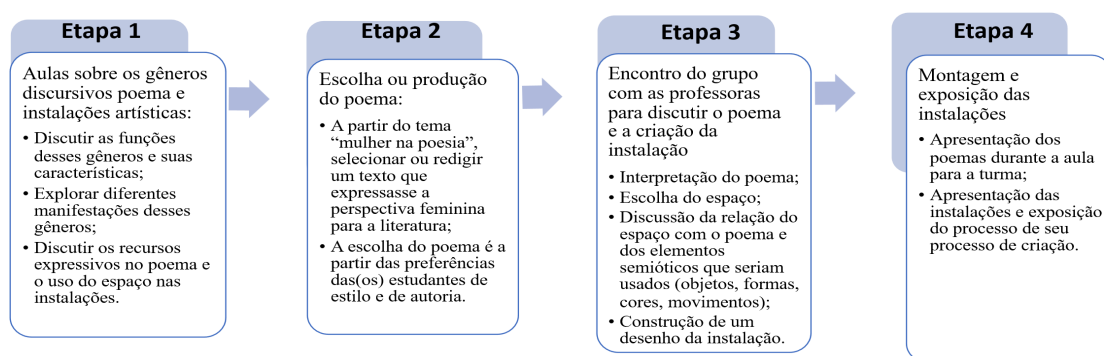 Etapa 1
Aulas sobre os gêneros
discursivos poema e
instalações artísticas:
• Discutir as funções
desses gêneros e suas
características;
• Explorar diferentes
manifestações desses
gêneros;
• Discutir os recursos
expressivos no poema e
o uso do espaço nas
instalações.
Etapa 2
Escolha ou produção
do poema:
• A partir do tema
“mulher na poesia”,
selecionar ou redigir
um texto que
expressasse a
perspectiva feminina
para a literatura;
• A escolha do poema é a
partir das preferências
das(os) estudantes de
estilo e de autoria.
Etapa 3
Encontro do grupo
com as professoras
para discutir o poema
e a criação da
instalação
• Interpretação do poema;
• Escolha do espaço;
• Discussão da relação do
espaço com o poema e
dos elementos
semióticos que seriam
usados (objetos, formas,
cores, movimentos);
• Construção de um
desenho da instalação.
Etapa 4
Montagem e
exposição das
instalações
• Apresentação dos
poemas durante a aula
para a turma;
• Apresentação das
instalações e exposição
do processo de seu
processo de criação.